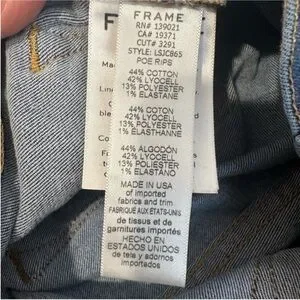 FRAME
RN# 139021
CA# 19371
CUT# 3291
STYLE: LSJCB65
POE RIPS
44% COTTON
42% LYOCELL
13% POLYESTER
1% ELASTANE
44% COTON
42% LYOCELL
13% POLYESTER
1% ELASTHANNE
44% ALGODÓN
42% LYOCELL
13% POLIÉSTER
1% ELASTANO
MADE IN USA
of imported
fabrics and trim
FABRIQUÉ AUX ÉTATS-UNIS
de tissus et de
garnitures importés
HECHO EN
ESTADOS UNIDOS
de tela y adornos
importados